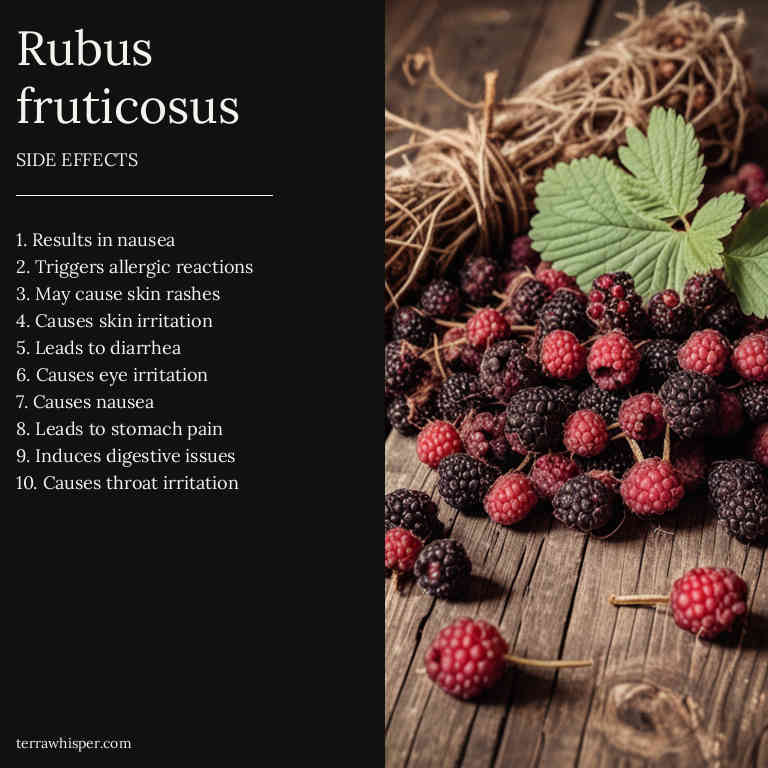 Rubus
fruticosus
SIDE EFFECTS
1. Results in nausea
2. Triggers allergic reactions
3. May cause skin rashes
4. Causes skin irritation
5. Leads to diarrhea
6. Causes eye irritation
7. Causes nausea
8. Leads to stomach pain
9. Induces digestive issues
10. Causes throat irritation
terrawhisper.com